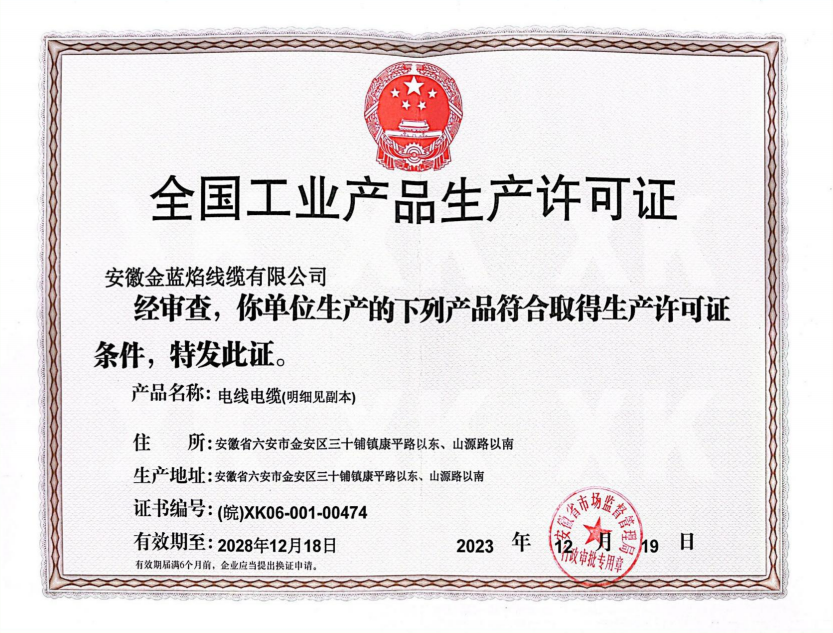 全国工业产品生产许可证
安徽金蓝焰线缆有限公司
经审查，你单位生产的下列产品符合取得生产许可证
条件，特发此证。
产品名称：电线电缆(明细见副本)
住 所：安徽省六安市金安区三十铺镇康平路以东、山源路以南
生产地址：安徽省六安市金安区三十铺镇康平路以东、山源路以南
证书编号：(皖)XK06-001-00474
有效期至：2028年12月18日
2023 年 12 月 19 日
有效期届满6个月前，企业应当提出换证申请。
安徽省市场监督管理局
行政审批专用章